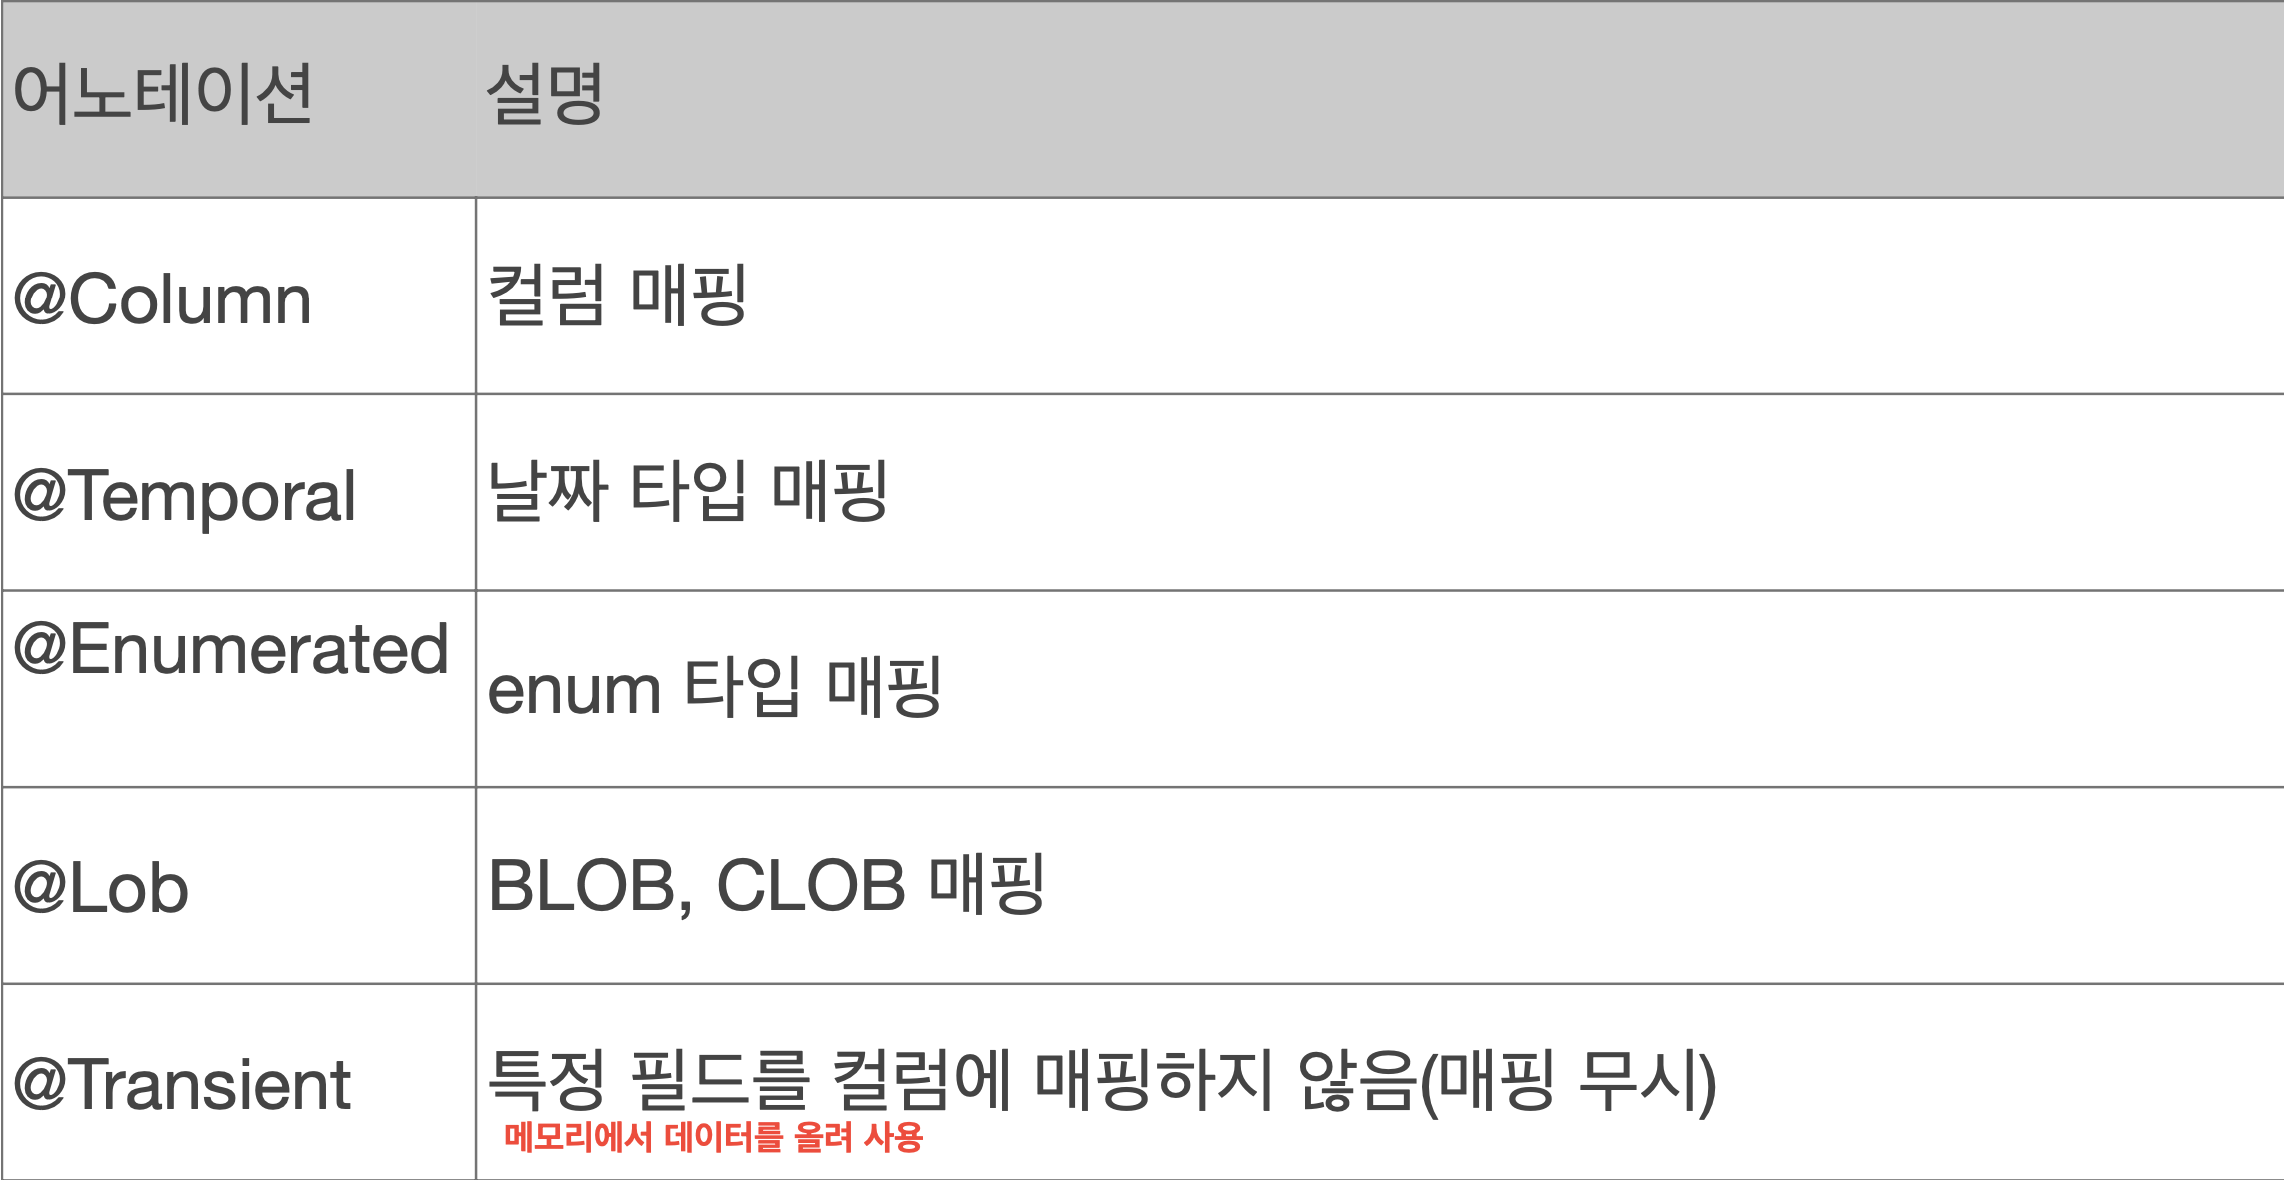 어노테이션 설명
@Column 컬럼 매핑
@Temporal 날짜 타입 매핑
@Enumerated enum 타입 매핑
@Lob BLOB, CLOB 매핑
@Transient 특정 필드를 컬럼에 매핑하지 않음(매핑 무시)
메모리에서 데이터를 올려 사용